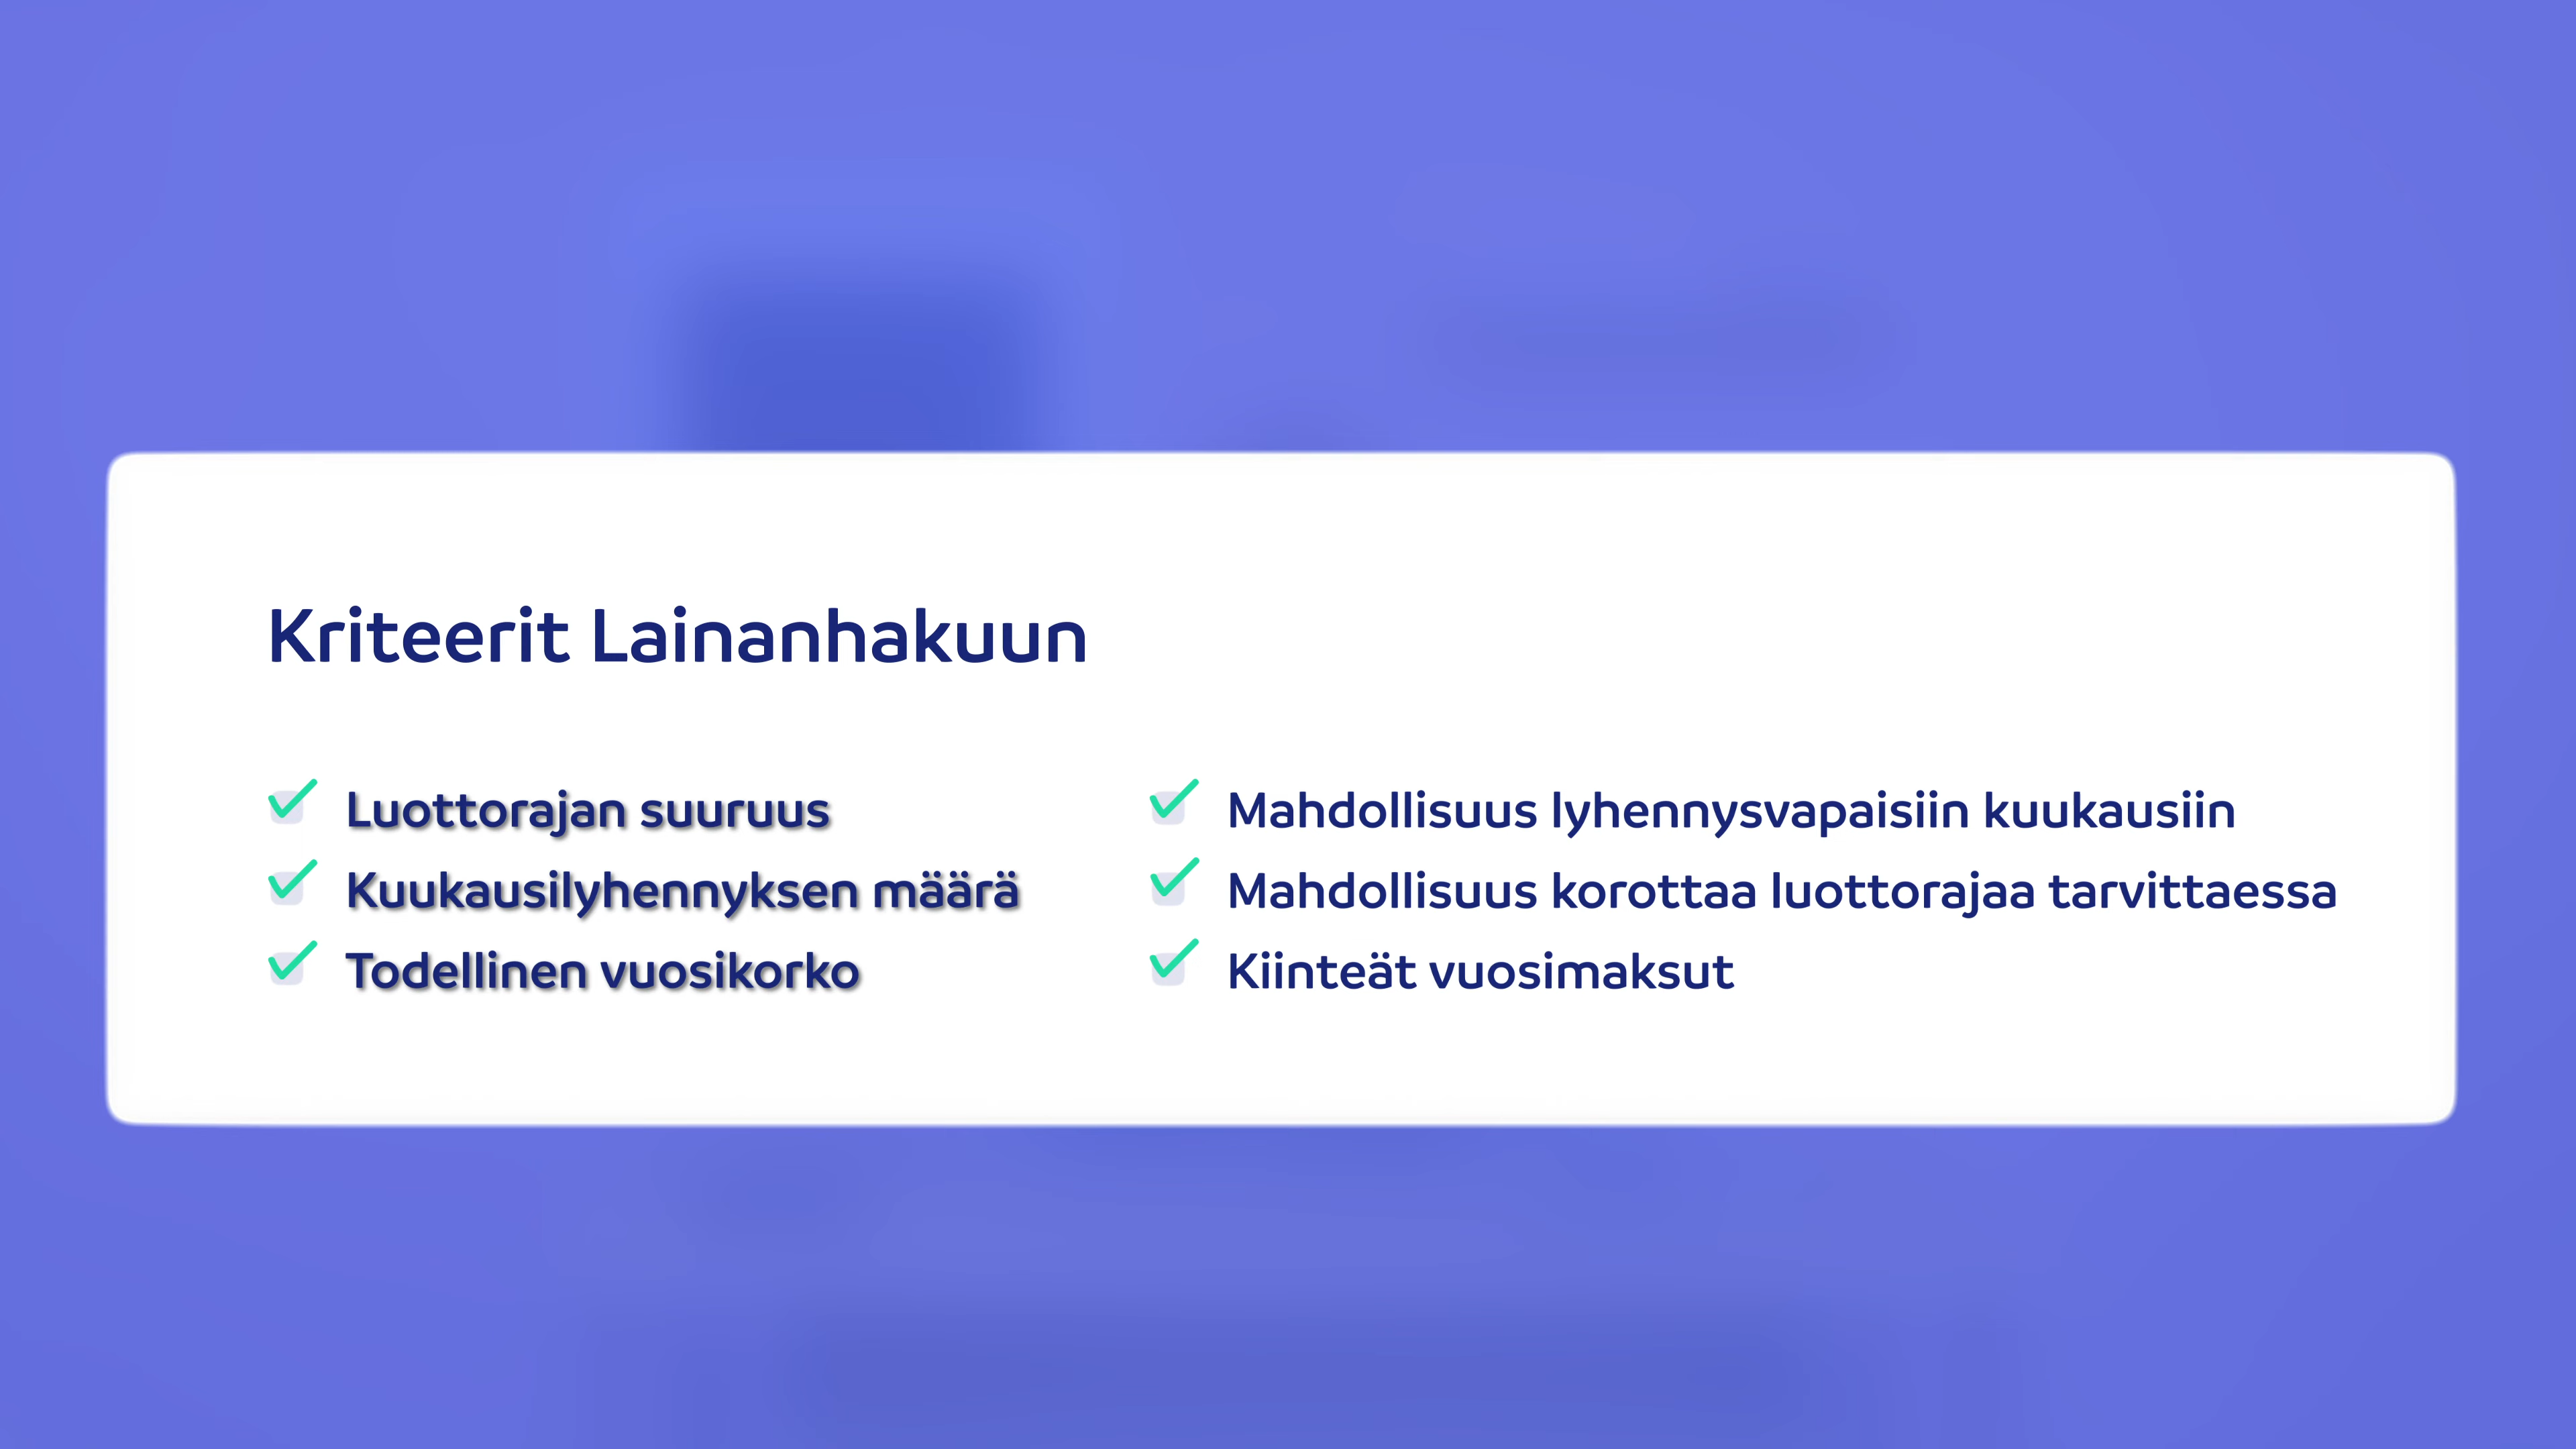 Kriteerit Lainanhakuun
Luottorajan suuruus
Kuukausilyhennyksen määrä
Todellinen vuosikorko
Mahdollisuus lyhennysvapaisiin kuukausiin
Mahdollisuus korottaa luottorajaa tarvittaessa
Kiinteät vuosimaksut